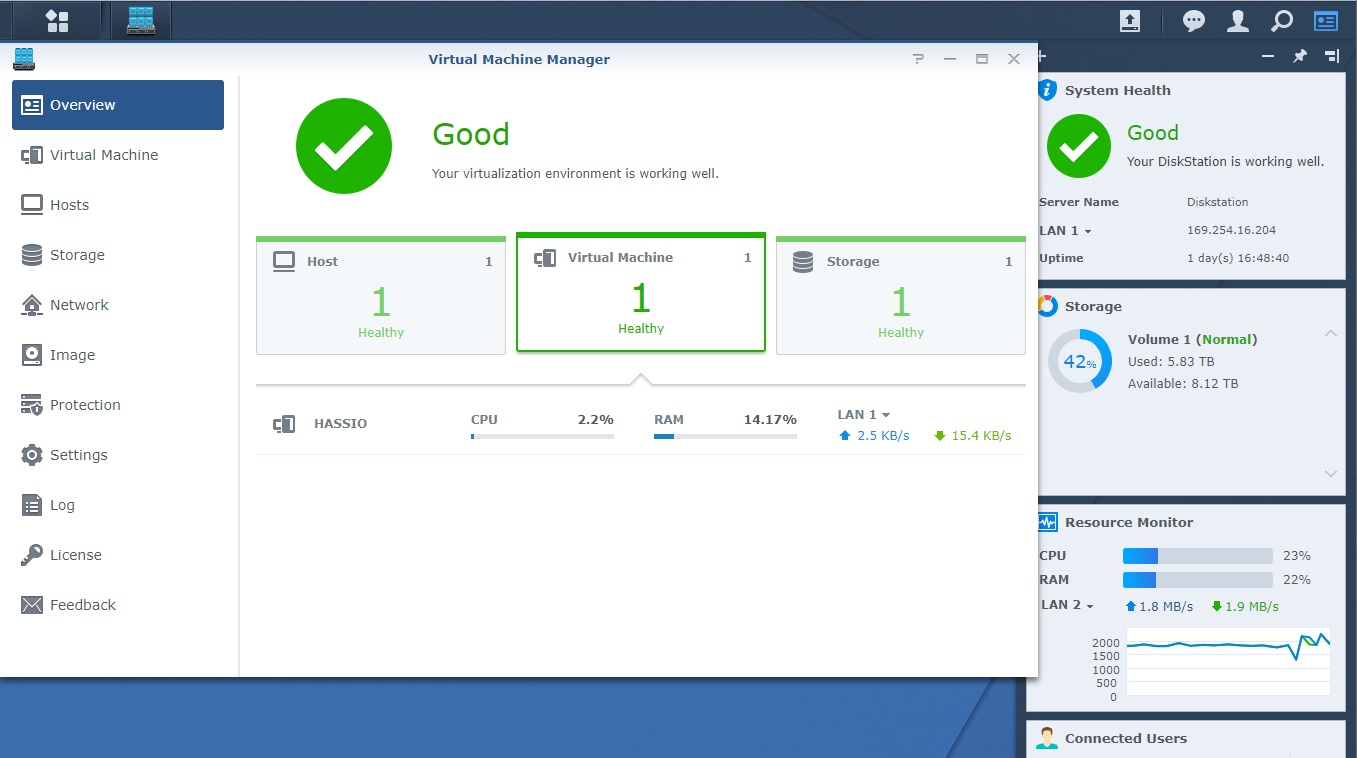 Virtual Machine Manager
Overview
Virtual Machine
Hosts
Storage
Network
Image
Protection
Settings
Log
License
Feedback
Good
Your virtualization environment is working well.
Host 1
1
Healthy
Virtual Machine 1
1
Healthy
Storage 1
1
Healthy
HASSIO
CPU 2.2%
RAM 14.17%
LAN 1
2.5 KB/s 15.4 KB/s
System Health
Good
Your DiskStation is working well.
Server Name Diskstation
LAN 1 169.254.16.204
Uptime 1 day(s) 16:48:40
Storage
42%
Volume 1 (Normal)
Used: 5.83 TB
Available: 8.12 TB
Resource Monitor
CPU 23%
RAM 22%
LAN 2 1.8 MB/s 1.9 MB/s
2000
1500
1000
500
0
Connected Users